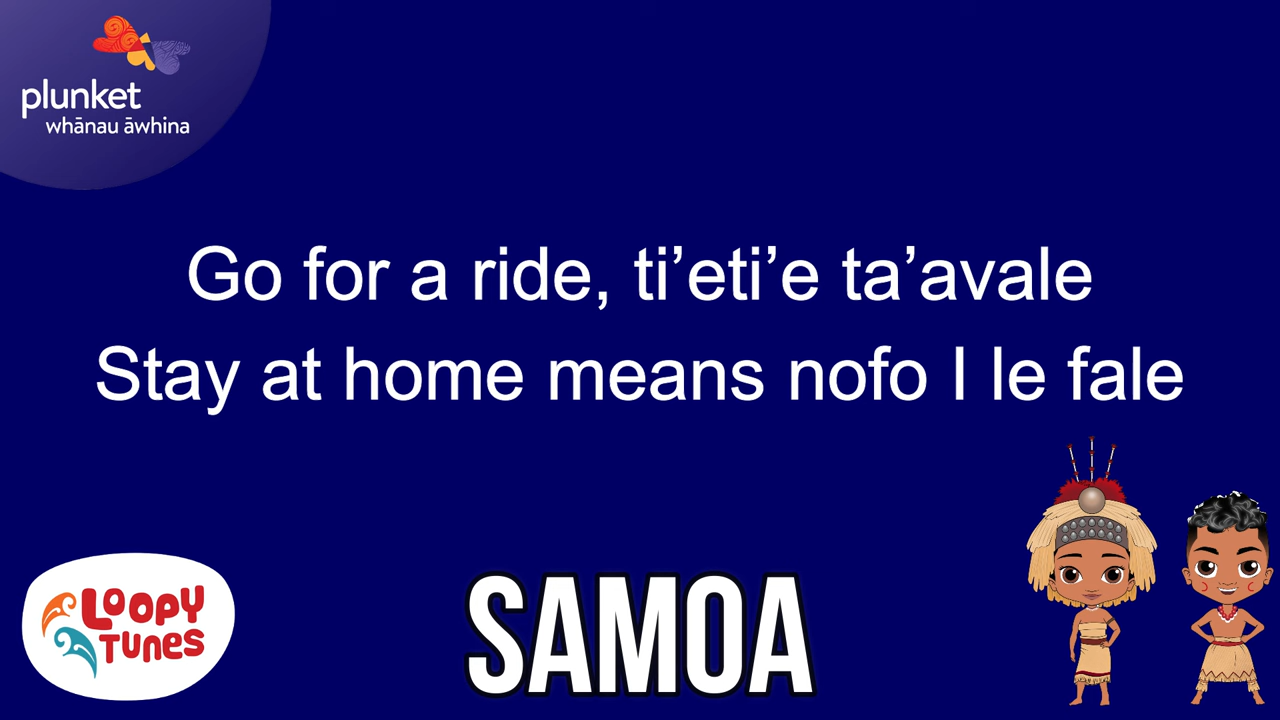 plunket
whānau āwhina
Go for a ride, ti’eti’e ta’avale
Stay at home means nofo I le fale
LOOPY
TUNES
SAMOA